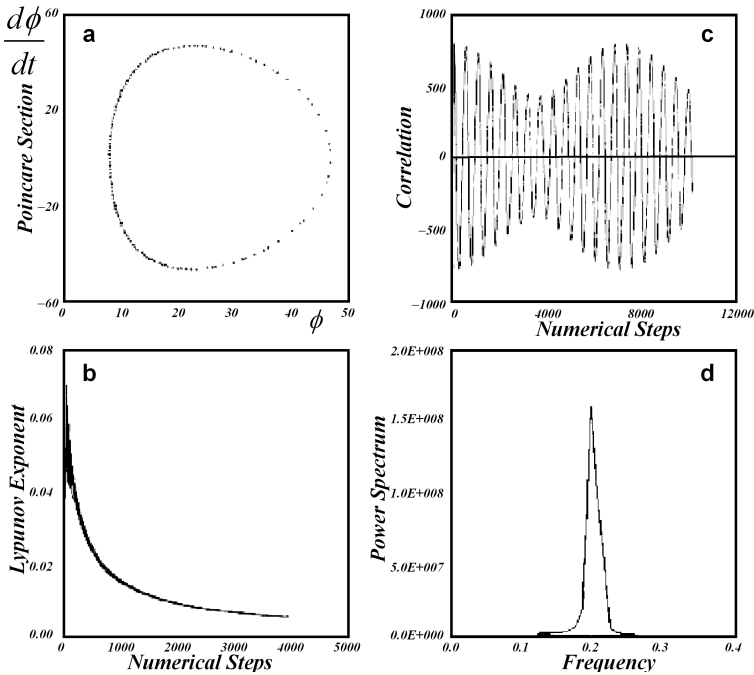 dϕ
dt
a
60
20
−20
−60
Poincare Section
0 10 20 30 40 50
ϕ
c
1000
500
0
−500
−1000
Correlation
0 4000 8000 12000
Numerical Steps
b
0.08
0.06
0.04
0.02
0.00
Lypunov Exponent
0 1000 2000 3000 4000 5000
Numerical Steps
d
2.0E+008
1.5E+008
1.0E+008
5.0E+007
0.0E+000
Power Spectrum
0.0 0.1 0.2 0.3 0.4
Frequency